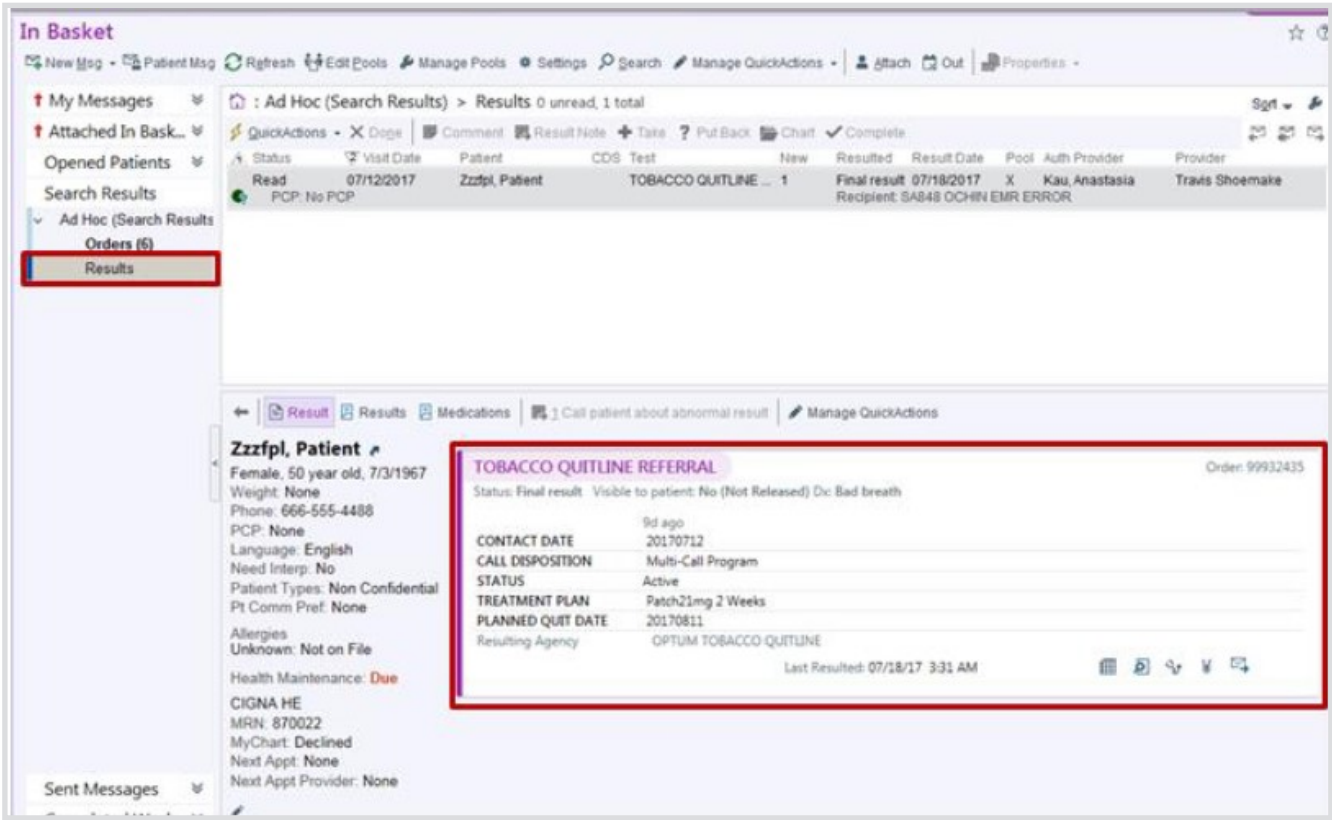 In Basket
New Msg Patient Msg Refresh Edit Pools Manage Pools Settings Search Manage QuickActions Attach Out Properties
My Messages
Attached In Bask...
Opened Patients
Search Results
Ad Hoc (Search Results
Orders (6)
Results
: Ad Hoc (Search Results) > Results 0 unread, 1 total
Sort
QuickActions Done Comment Result Note Take ? Put Back Chart Complete
Status Visit Date Patient CDS Test New Resulted Result Date Pool Auth Provider Provider
Read 07/12/2017 Zzzfpl, Patient TOBACCO QUITLINE ... 1 Final result 07/18/2017 X Kau, Anastasia Travis Shoemake
PCP: No PCP Recipient: SA848 OCHIN EMR ERROR
Result Results Medications 1 Call patient about abnormal result Manage QuickActions
Zzzfpl, Patient
Female, 50 year old, 7/3/1967
Weight: None
Phone: 666-555-4488
PCP: None
Language: English
Need Interp: No
Patient Types: Non Confidential
Pt Comm Pref: None
Allergies
Unknown: Not on File
Health Maintenance: Due
CIGNA HE
MRN: 870022
MyChart: Declined
Next Appt: None
Next Appt Provider: None
TOBACCO QUITLINE REFERRAL Order: 99932435
Status: Final result Visible to patient: No (Not Released) Dx: Bad breath
9d ago
CONTACT DATE 20170712
CALL DISPOSITION Multi-Call Program
STATUS Active
TREATMENT PLAN Patch21mg 2 Weeks
PLANNED QUIT DATE 20170811
Resulting Agency OPTUM TOBACCO QUITLINE
Last Resulted: 07/18/17 3:31 AM
Sent Messages